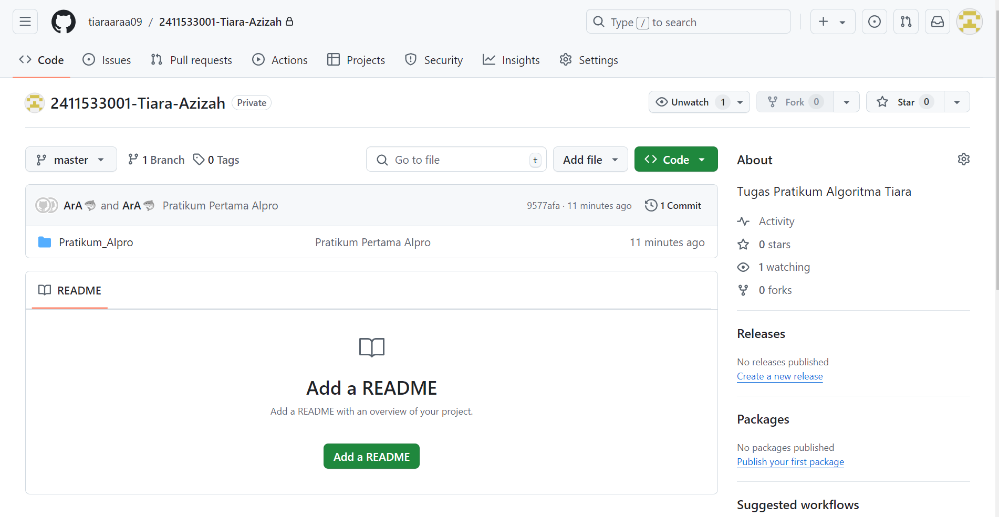 tiaraaraa09 / 2411533001-Tiara-Azizah
Type / to search
Code Issues Pull requests Actions Projects Security Insights Settings
2411533001-Tiara-Azizah Private
Unwatch 1 Fork 0 Star 0
master 1 Branch 0 Tags
Go to file t Add file Code
ArA🦈 and ArA🦈 Pratikum Pertama Alpro 9577afa · 11 minutes ago 1 Commit
Pratikum_Alpro Pratikum Pertama Alpro 11 minutes ago
README
Add a README
Add a README with an overview of your project.
Add a README
About
Tugas Pratikum Algoritma Tiara
Activity
0 stars
1 watching
0 forks
Releases
No releases published
Create a new release
Packages
No packages published
Publish your first package
Suggested workflows